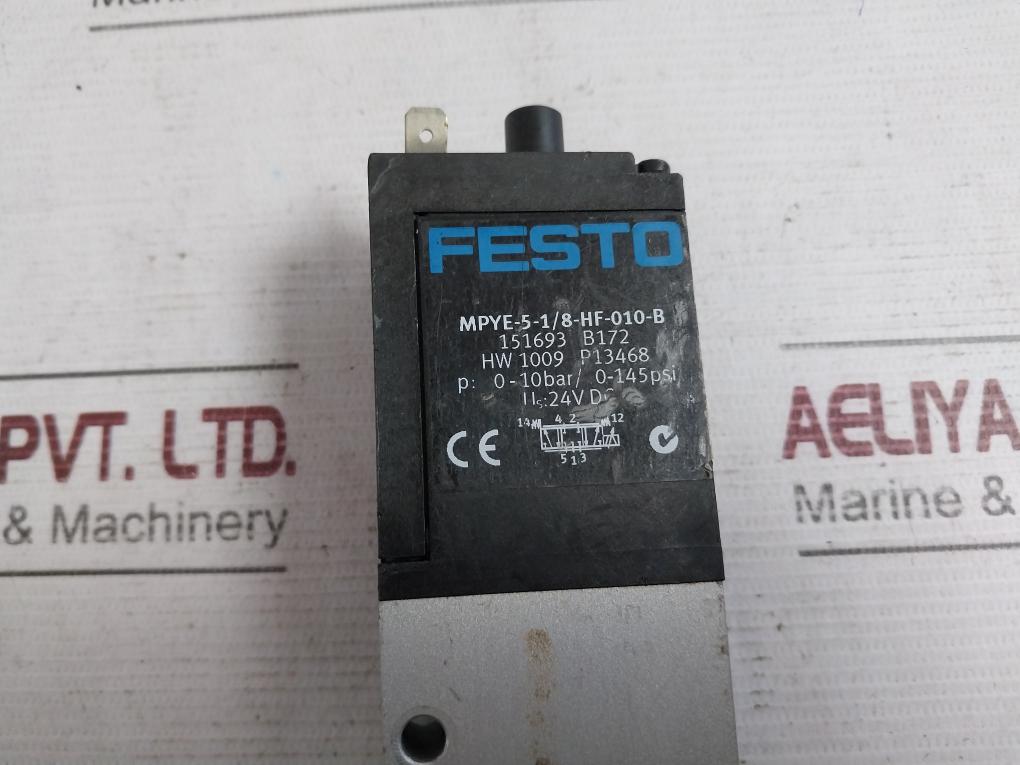 FESTO
MPYE-5-1/8-HF-010-B
151693 B172
HW 1009 P13468
p: 0-10bar/ 0-145psi
Us:24V
14 4 2 12
CE
5 1 3
PVT. LTD.
& Machinery
AELIYA
Marine &